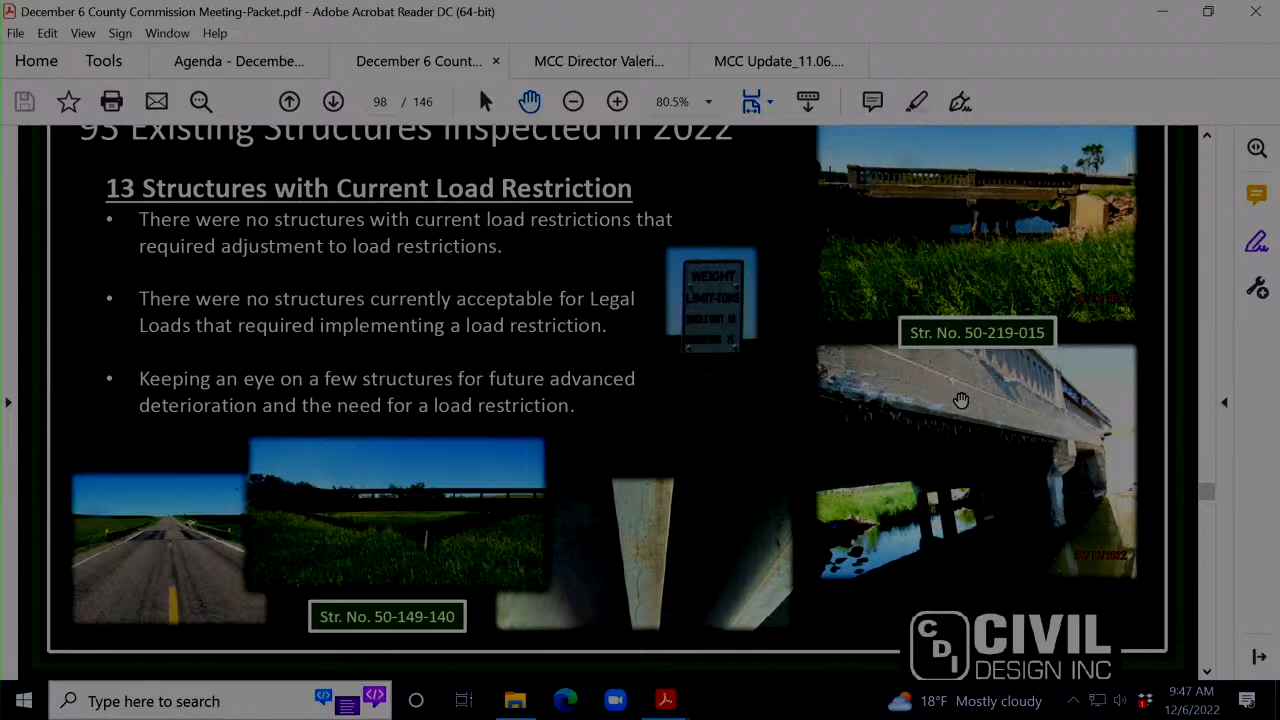 December 6 County Commission Meeting-Packet.pdf - Adobe Acrobat Reader DC (64-bit)
File Edit View Sign Window Help
Home Tools Agenda - Decembe... December 6 Count... × MCC Director Valeri... MCC Update_11.06....
98 / 146 80.5%
93 Existing Structures Inspected in 2022
13 Structures with Current Load Restriction
• There were no structures with current load restrictions that
required adjustment to load restrictions.
• There were no structures currently acceptable for Legal
Loads that required implementing a load restriction.
• Keeping an eye on a few structures for future advanced
deterioration and the need for a load restriction.
WEIGHT
LIMIT-TONS
Str. No. 50-219-015
Str. No. 50-149-140
CDI CIVIL
DESIGN INC
Type here to search
18°F Mostly cloudy
9:47 AM
12/6/2022